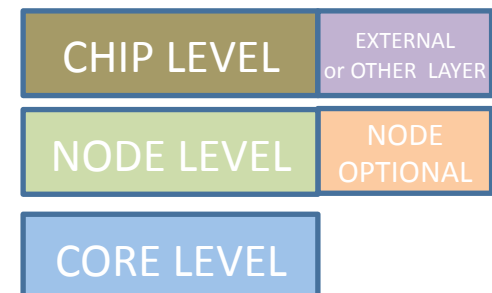 CHIP LEVEL
EXTERNAL
or OTHER LAYER
NODE LEVEL
NODE
OPTIONAL
CORE LEVEL